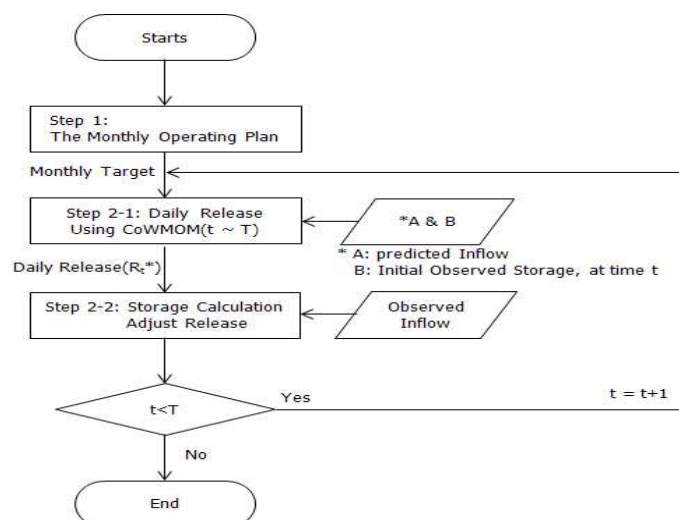 Starts
Step 1:
The Monthly Operating Plan
Monthly Target
Step 2-1: Daily Release
Using CoWMOM(t ~ T)
*A & B
* A: predicted Inflow
B: Initial Observed Storage, at time t
Daily Release(Rt*)
Step 2-2: Storage Calculation
Adjust Release
Observed
Inflow
t<T
Yes
t = t+1
No
End